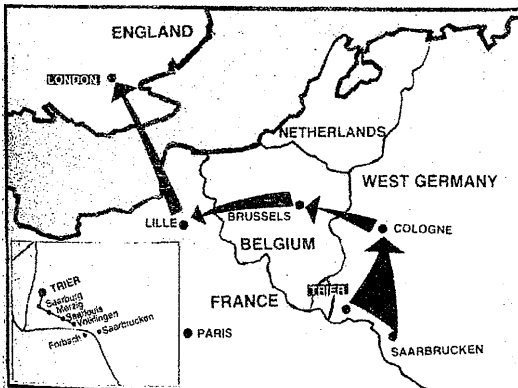 ENGLAND
LONDON
NETHERLANDS
WEST GERMANY
LILLE
BRUSSELS
COLOGNE
BELGIUM
FRANCE
TRIER
PARIS
SAARBRUCKEN
TRIER
Saarburg
Merzig
Saarlouis
Volklingen
Forbach
Saarbrucken